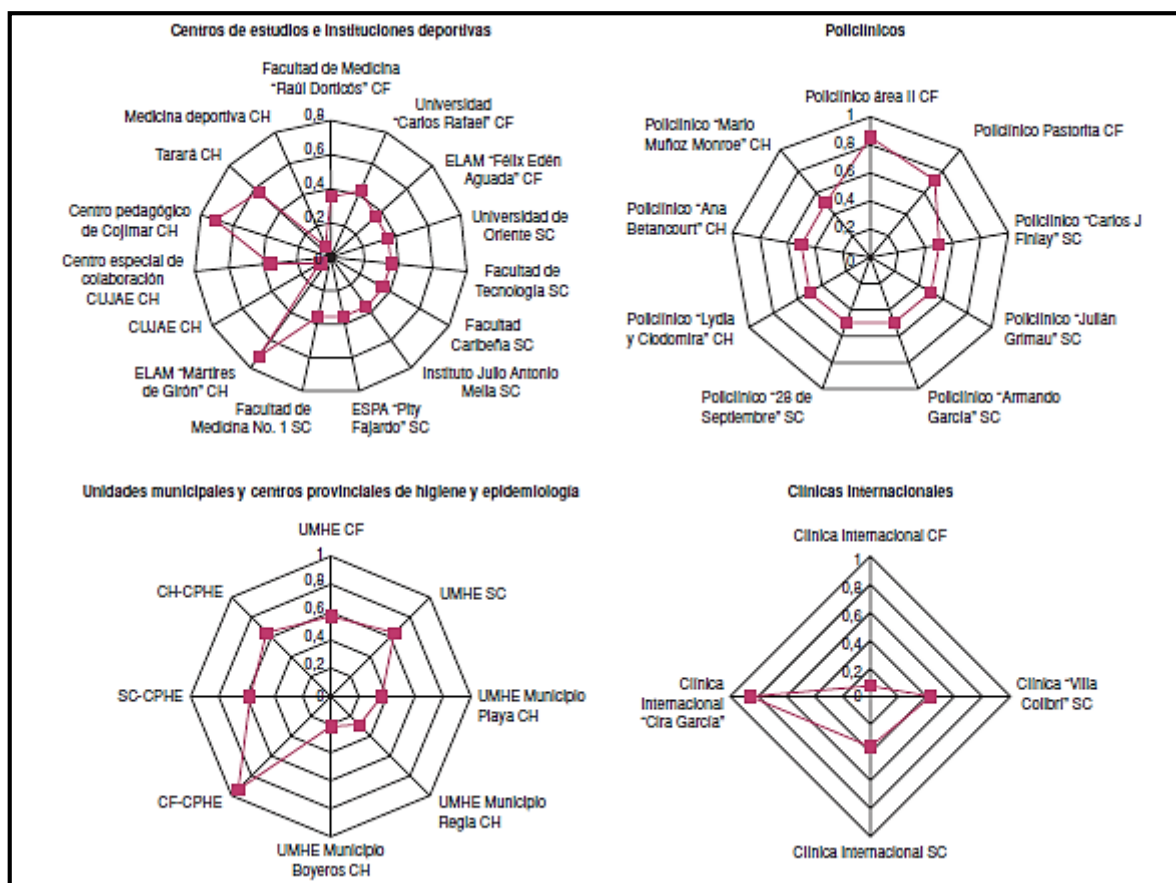 Centros de estudios e instituciones deportivas
Facultad de Medicina
“Raúl Dorticós” CF
Universidad
“Carlos Rafael” CF
ELAM “Félix Edén
Aguada” CF
Universidad de
Oriente SC
Facultad de
Tecnología SC
Facultad
Caribeña SC
Instituto Julio Antonio
Mella SC
ESPA “Pity
Fajardo” SC
Facultad de
Medicina No. 1 SC
ELAM “Mártires
de Girón” CH
CUJAE CH
Centro especial de
colaboración
CUJAE CH
Centro pedagógico
de Cojimar CH
Tarará CH
Medicina deportiva CH
0,8
0,6
0,4
0,2
0
Policlínicos
Policlínico área II CF
Policlínico Pastorita CF
Policlínico “Carlos J
Finlay” SC
Policlínico “Julián
Grimau” SC
Policlínico “Armando
García” SC
Policlínico “28 de
Septiembre” SC
Policlínico “Lydia
y Clodomira” CH
Policlínico “Ana
Betancourt” CH
Policlínico “Mario
Muñoz Monroe” CH
1
0,8
0,6
0,4
0,2
0
Unidades municipales y centros provinciales de higiene y epidemiología
UMHE CF
UMHE SC
UMHE Municipio
Playa CH
UMHE Municipio
Regla CH
UMHE Municipio
Boyeros CH
CF-CPHE
SC-CPHE
CH-CPHE
1
0,8
0,6
0,4
0,2
0
Clínicas Internacionales
Clínica Internacional CF
Clínica “Villa
Colibrí” SC
Clínica Internacional SC
Clínica
Internacional
“Cira García”
1
0,8
0,6
0,4
0,2
0